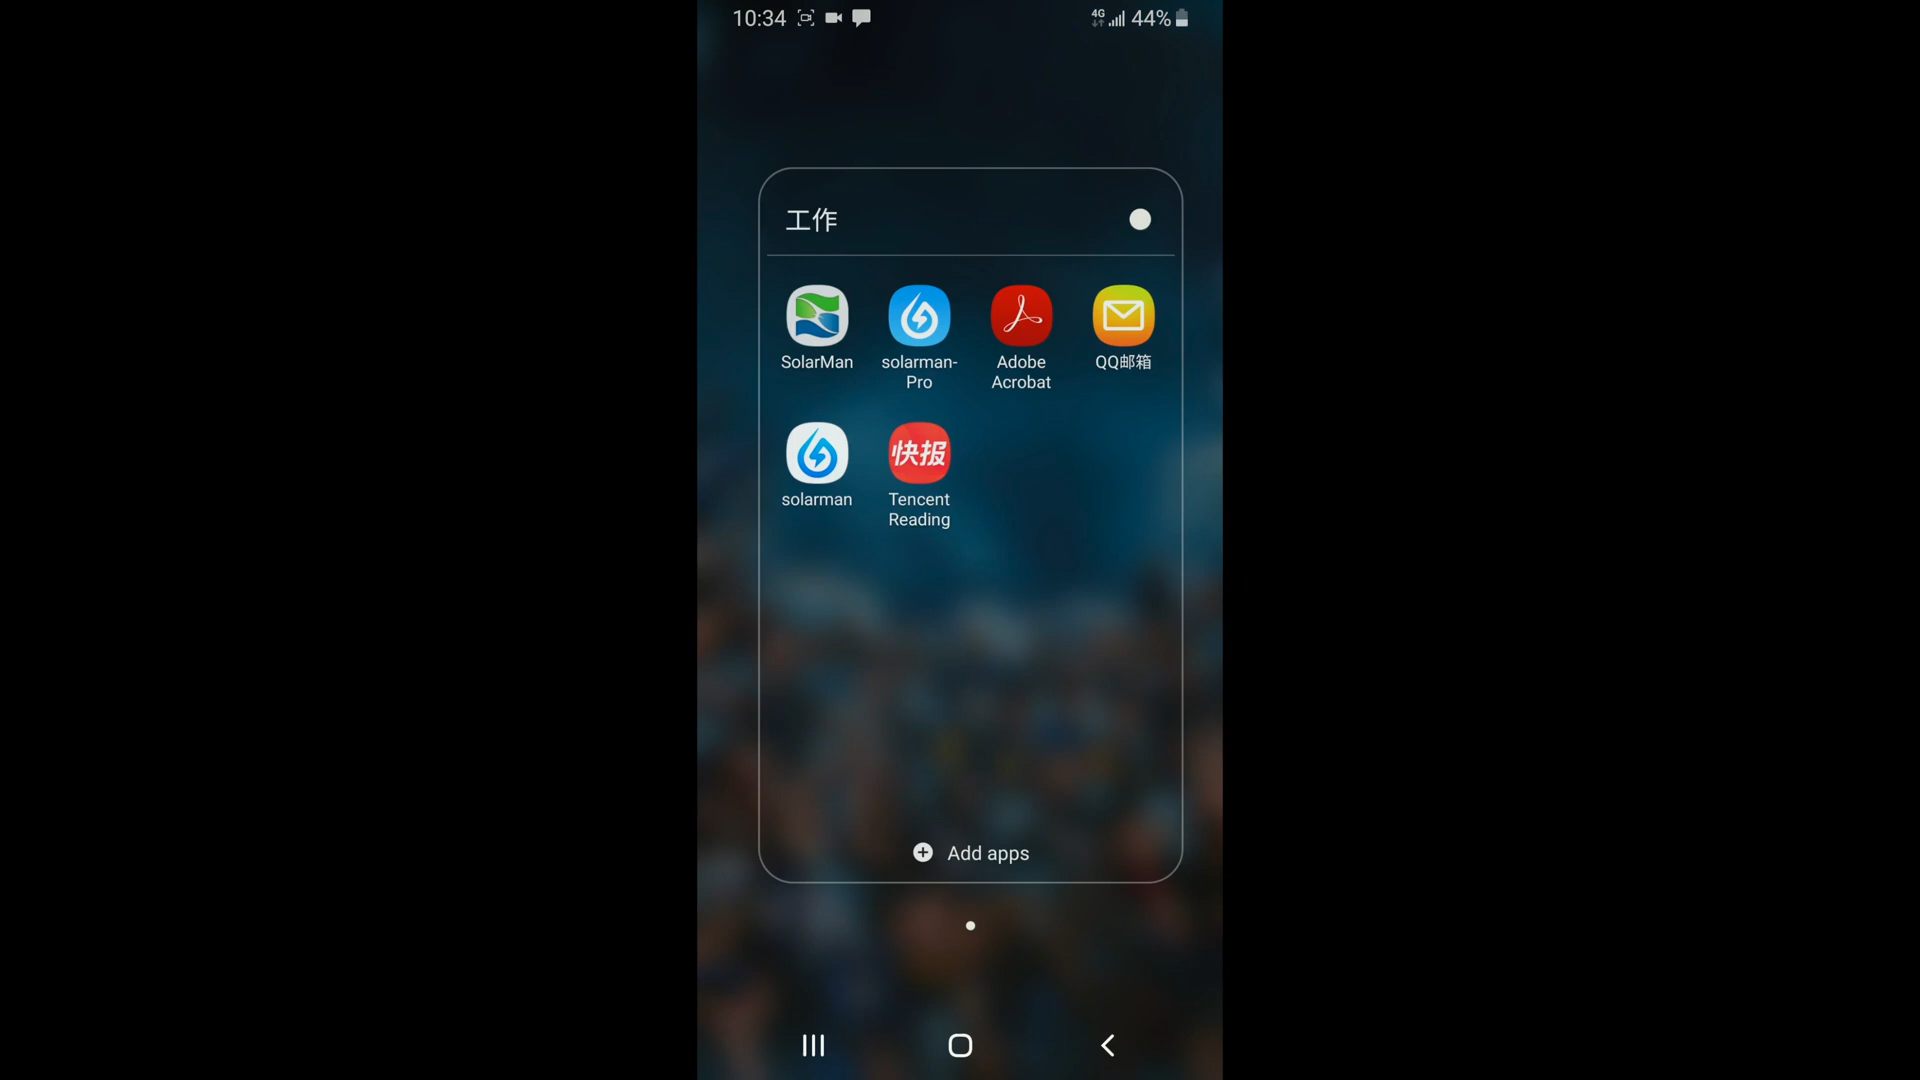 10:34 4G 44%
工作
SolarMan solarman- Adobe QQ邮箱
Pro Acrobat
快报
solarman Tencent
Reading
Add apps